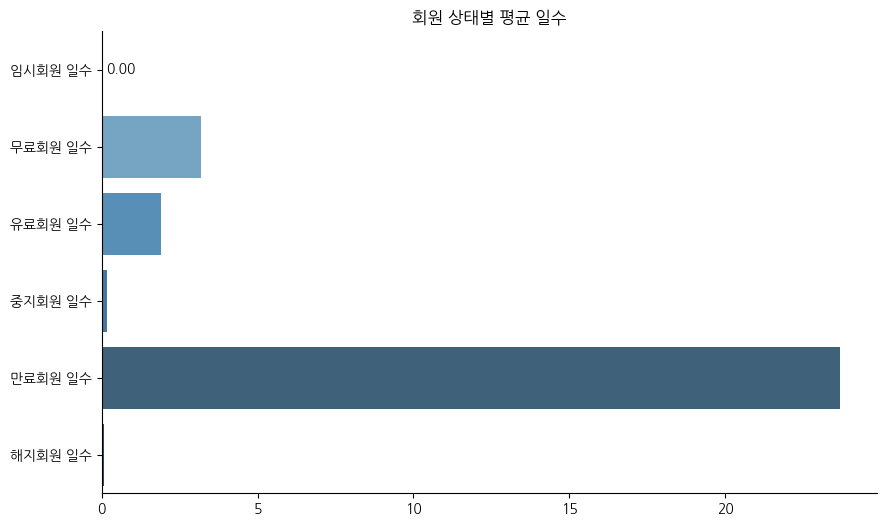 회원 상태별 평균 일수
임시회원 일수
0.00
무료회원 일수
유료회원 일수
중지회원 일수
만료회원 일수
해지회원 일수
0 5 10 15 20